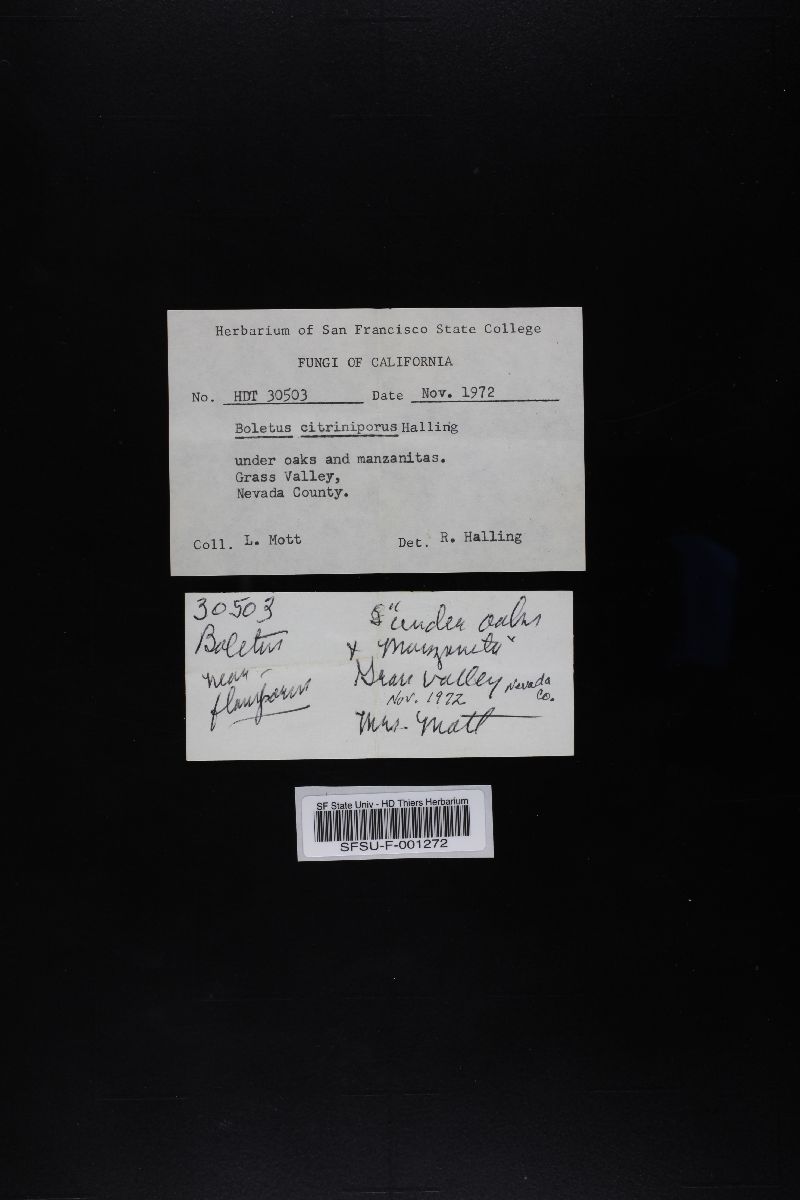 Herbarium of San Francisco State College
FUNGI OF CALIFORNIA
No. HDT 30503 Date Nov. 1972
Boletus citriniporus Halling
under oaks and manzanitas.
Grass Valley,
Nevada County.
Coll. L. Mott Det. R. Halling
30503
Boletus
near
flaviporus
"under oaks
& Manzanita"
Grass Valley Nevada
Co.
Nov. 1972
Mrs. Mott
SF State Univ - HD Thiers Herbarium
SFSU-F-001272